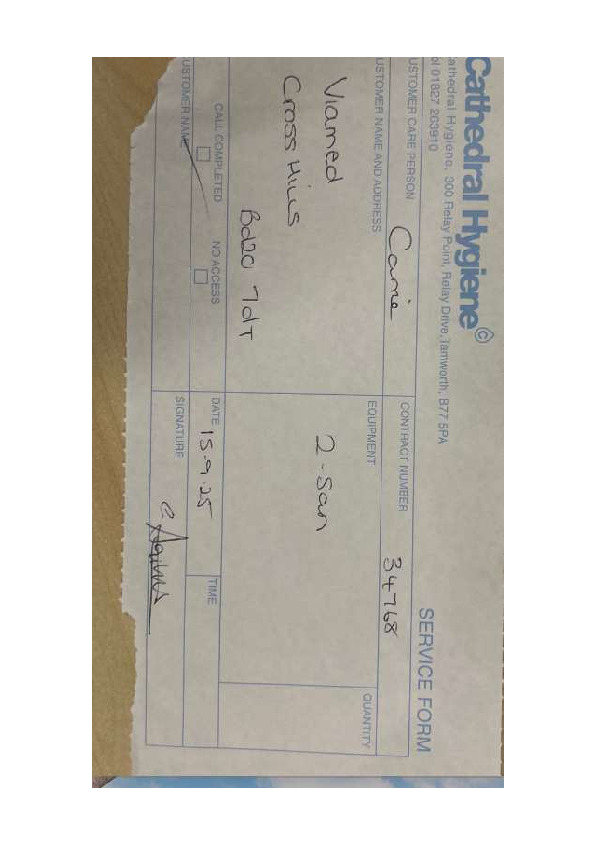 Cathedral Hygiene©
Cathedral Hygiene, 300 Relay Point, Relay Drive, Tamworth, B77 5PA
Tel 01827 203910
SERVICE FORM
CUSTOMER CARE PERSON Carrie
CONTRACT NUMBER 34768
CUSTOMER NAME AND ADDRESS
EQUIPMENT
QUANTITY
Viamed
Cross Hills
Bd20 7dt
2 - San
CALL COMPLETED
NO ACCESS
DATE 15.9.25
TIME
CUSTOMER NAME
SIGNATURE